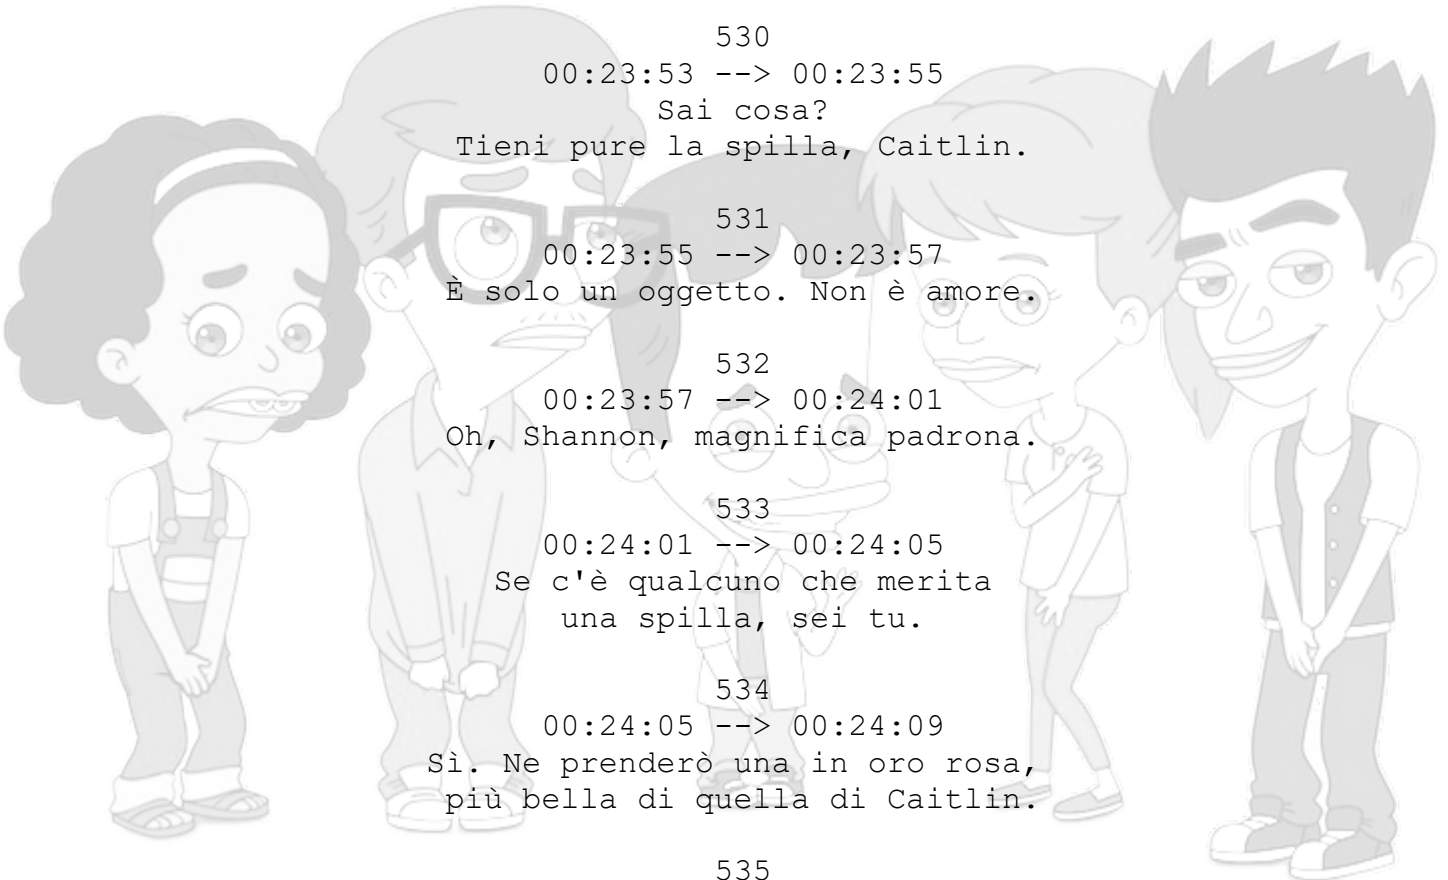 530
00:23:53 --> 00:23:55
Sai cosa?
Tieni pure la spilla, Caitlin.
531
00:23:55 --> 00:23:57
È solo un oggetto. Non è amore.
532
00:23:57 --> 00:24:01
Oh, Shannon, magnifica padrona.
533
00:24:01 --> 00:24:05
Se c'è qualcuno che merita
una spilla, sei tu.
534
00:24:05 --> 00:24:09
Sì. Ne prenderò una in oro rosa,
più bella di quella di Caitlin.
535